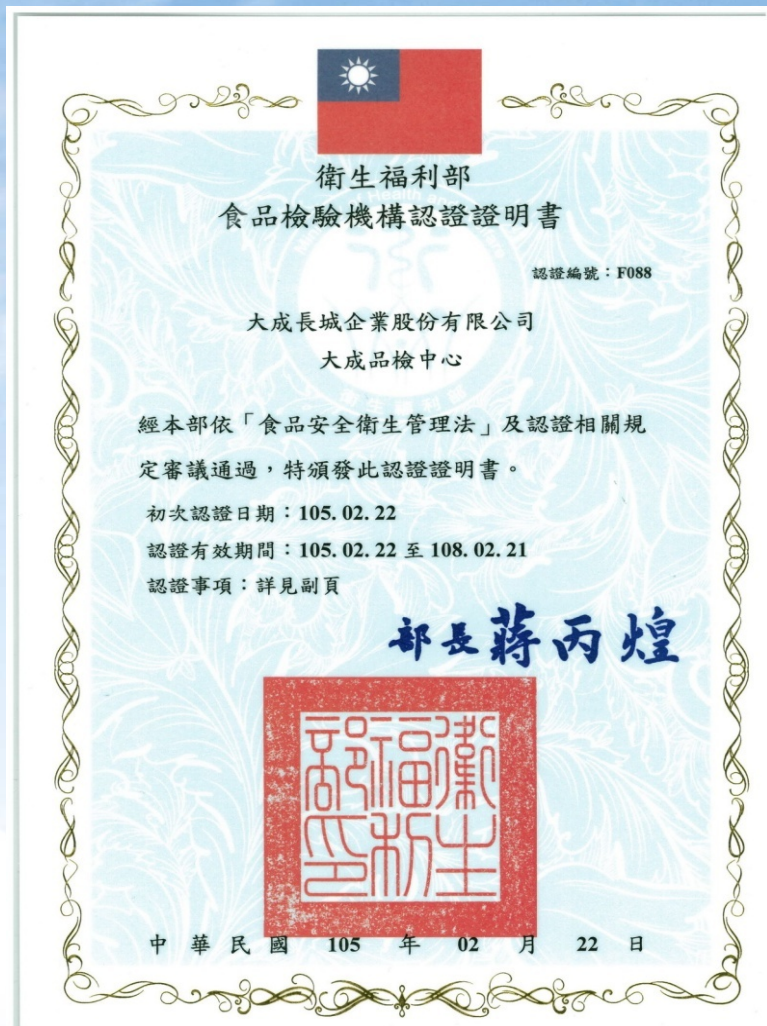 衛生福利部
食品檢驗機構認證證明書
認證編號：F088
大成長城企業股份有限公司
大成品檢中心
經本部依「食品安全衛生管理法」及認證相關規
定審議通過，特頒發此認證證明書。
初次認證日期：105.02.22
認證有效期間：105.02.22 至 108.02.21
認證事項：詳見副頁
部長蔣丙煌
衛生福利部印
中華民國 105 年 02 月 22 日